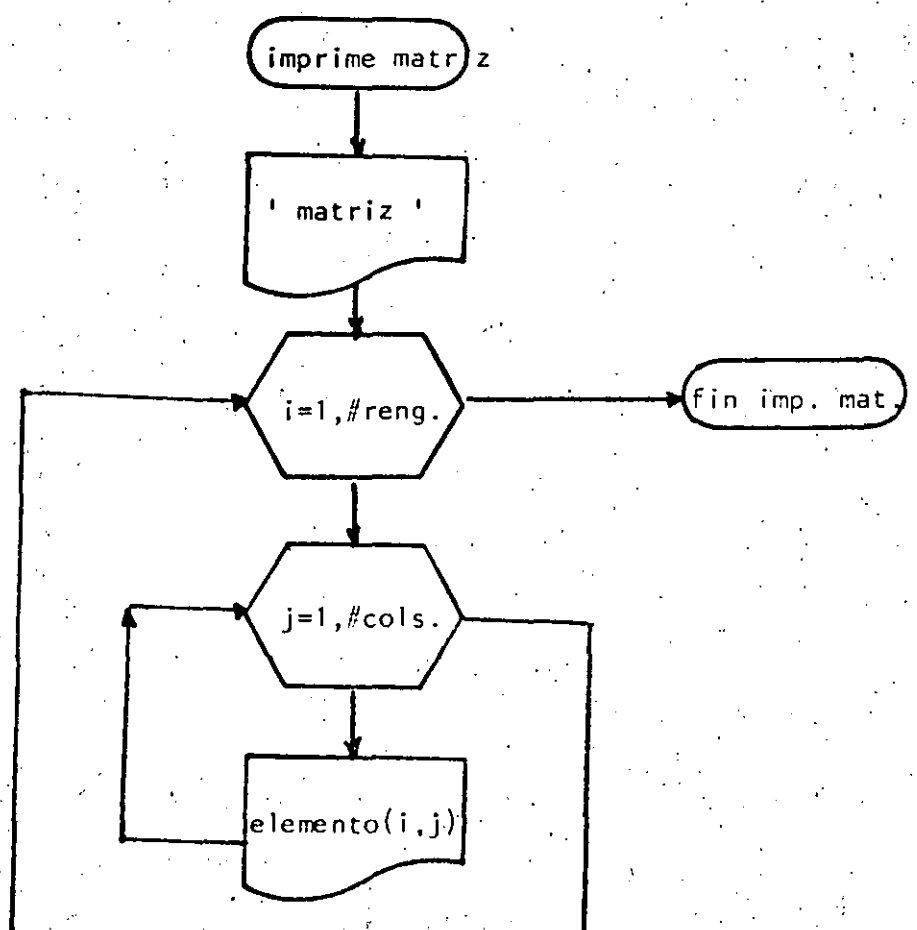 imprime matriz
' matriz '
i=1,#reng.
fin imp. mat.
j=1,#cols.
elemento(i,j)